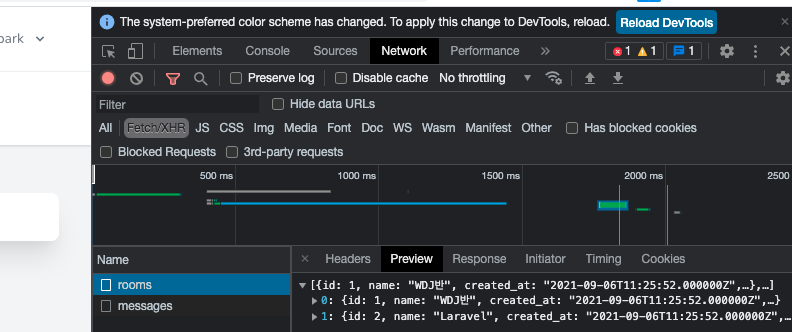 The system-preferred color scheme has changed. To apply this change to DevTools, reload. Reload DevTools
park
Elements Console Sources Network Performance » 1 1 1
Preserve log Disable cache No throttling
Filter Hide data URLs
All Fetch/XHR JS CSS Img Media Font Doc WS Wasm Manifest Other Has blocked cookies
Blocked Requests 3rd-party requests
500 ms 1000 ms 1500 ms 2000 ms 2500
Name × Headers Preview Response Initiator Timing Cookies
rooms
messages
[{id: 1, name: "WDJ반", created_at: "2021-09-06T11:25:52.000000Z",…},…]
0: {id: 1, name: "WDJ반", created_at: "2021-09-06T11:25:52.000000Z",…}
1: {id: 2, name: "Laravel", created_at: "2021-09-06T11:25:52.000000Z",…